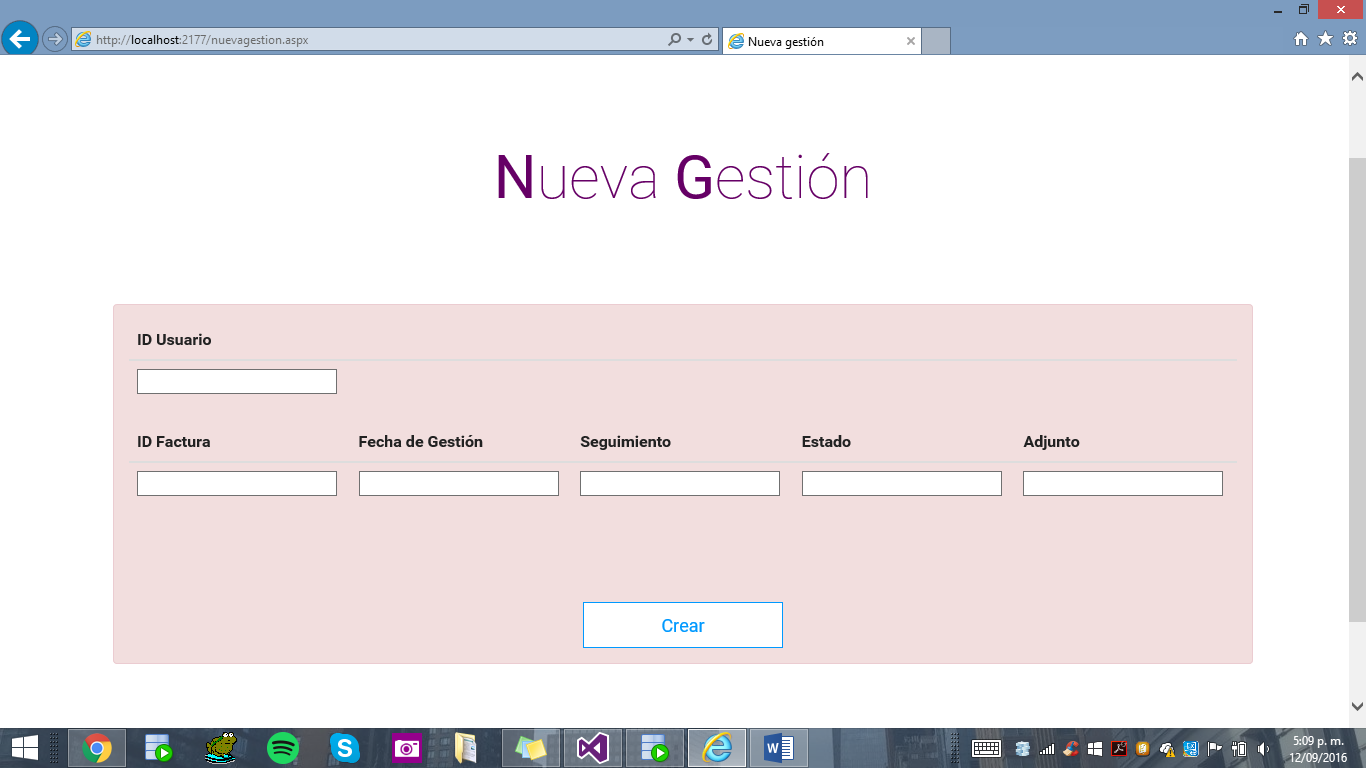 http://localhost:2177/nuevagestion.aspx
Nueva gestión
Nueva Gestión
ID Usuario
ID Factura Fecha de Gestión Seguimiento Estado Adjunto
Crear
5:09 p. m.
12/09/2016